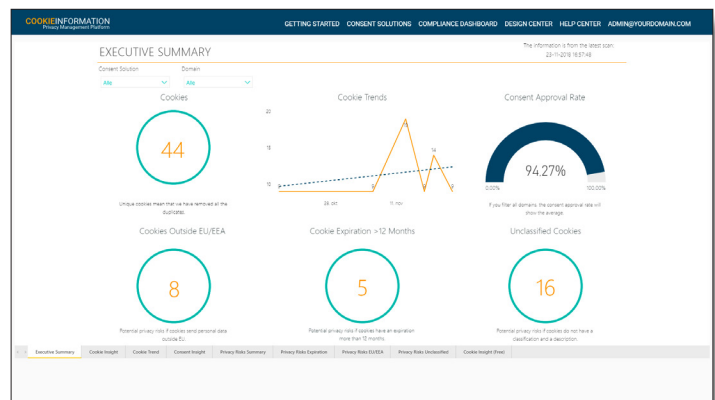 COOKIEINFORMATION
Privacy Management Platform
GETTING STARTED CONSENT SOLUTIONS COMPLIANCE DASHBOARD DESIGN CENTER HELP CENTER ADMIN@YOURDOMAIN.COM
EXECUTIVE SUMMARY
The information is from the latest scan:
23-11-2018 16:57:48
Consent Solution Domain
Alle Alle
Cookies Cookie Trends Consent Approval Rate
20
15
10
44
9 9 14 9 9
28. okt 11. nov
94.27%
0.00% 100.00%
Unique cookies mean that we have removed all the
duplicates.
If you filter all domains, the consent approval rate will
show the average
Cookies Outside EU/EEA Cookie Expiration >12 Months Unclassified Cookies
8 5 16
Potential privacy risks if cookies send personal data
outside EU.
Potential privacy risks if cookies have an expiration
more than 12 months.
Potential privacy risks if cookies do not have a
classification and a description.
Executive Summary Cookie Insight Cookie Trend Consent Insight Privacy Risks Summary Privacy Risks Expiration Privacy Risks EU/EEA Privacy Risks Unclassified Cookie Insight (Free)